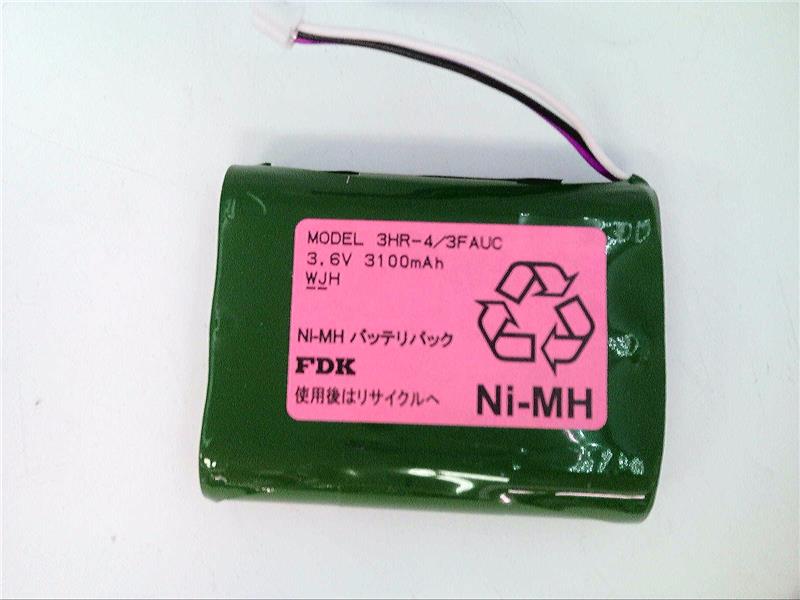 MODEL 3HR-4/3FAUC
3.6V 3100mAh
WJH
NI-MH バッテリパック
FDK
使用後はリサイクルへ
Ni-MH